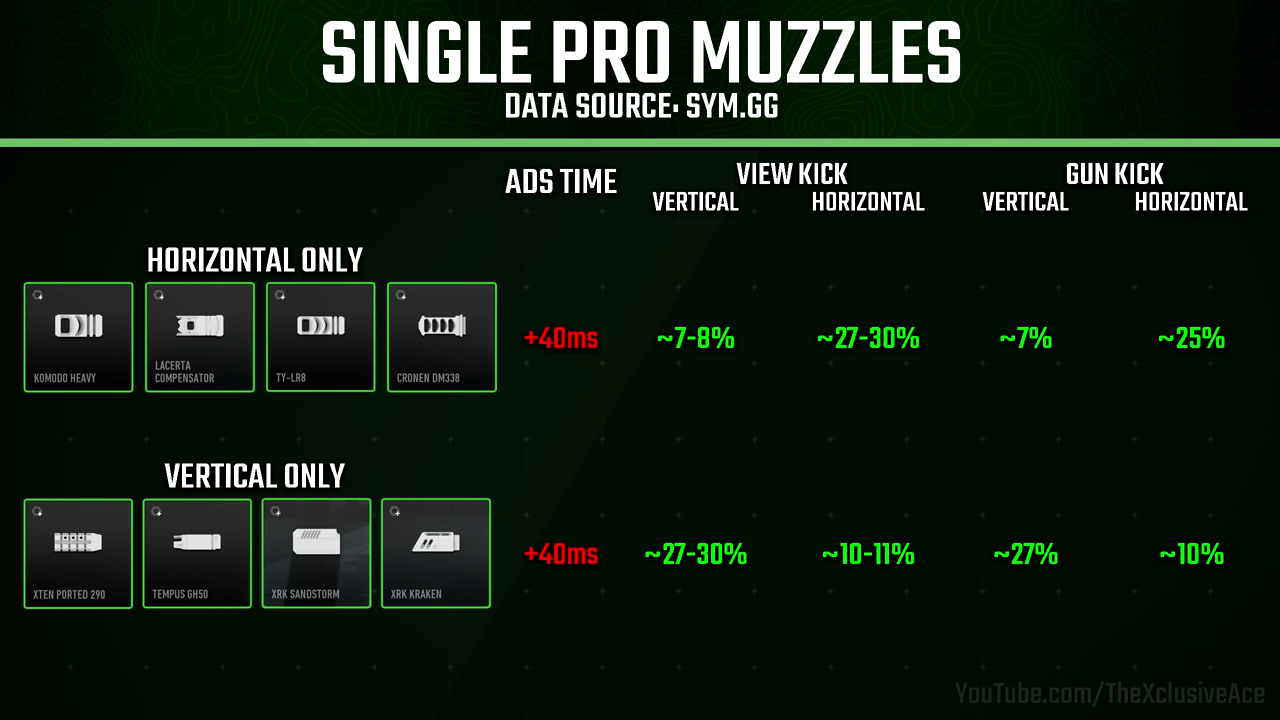 SINGLE PRO MUZZLES
DATA SOURCE: SYM.GG
ADS TIME
VIEW KICK
VERTICAL
HORIZONTAL
GUN KICK
VERTICAL
HORIZONTAL
HORIZONTAL ONLY
KOMODO HEAVY
LACERTA
COMPENSATOR
TY-LR8
CRONEN DM338
+40ms
~7-8%
~27-30%
~7%
~25%
VERTICAL ONLY
XTEN PORTED 290
TEMPUS GH50
XRK SANDSTORM
XRK KRAKEN
+40ms
~27-30%
~10-11%
~27%
~10%
YouTube.com/TheXclusiveAce